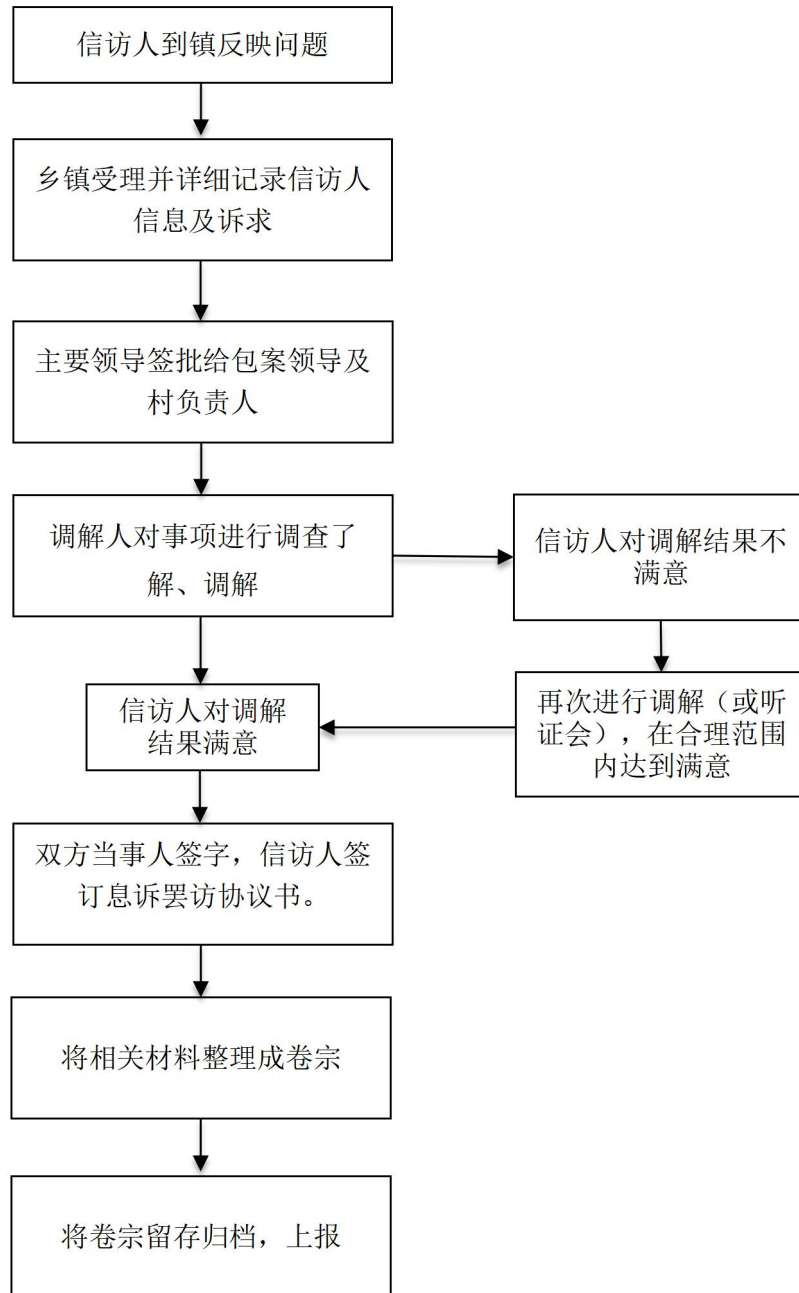 信访人到镇反映问题
乡镇受理并详细记录信访人
信息及诉求
主要领导签批给包案领导及
村负责人
调解人对事项进行调查了
解、调解
信访人对调解结果不
满意
信访人对调解
结果满意
再次进行调解（或听
证会），在合理范围
内达到满意
双方当事人签字，信访人签
订息诉罢访协议书。
将相关材料整理成卷宗
将卷宗留存归档，上报